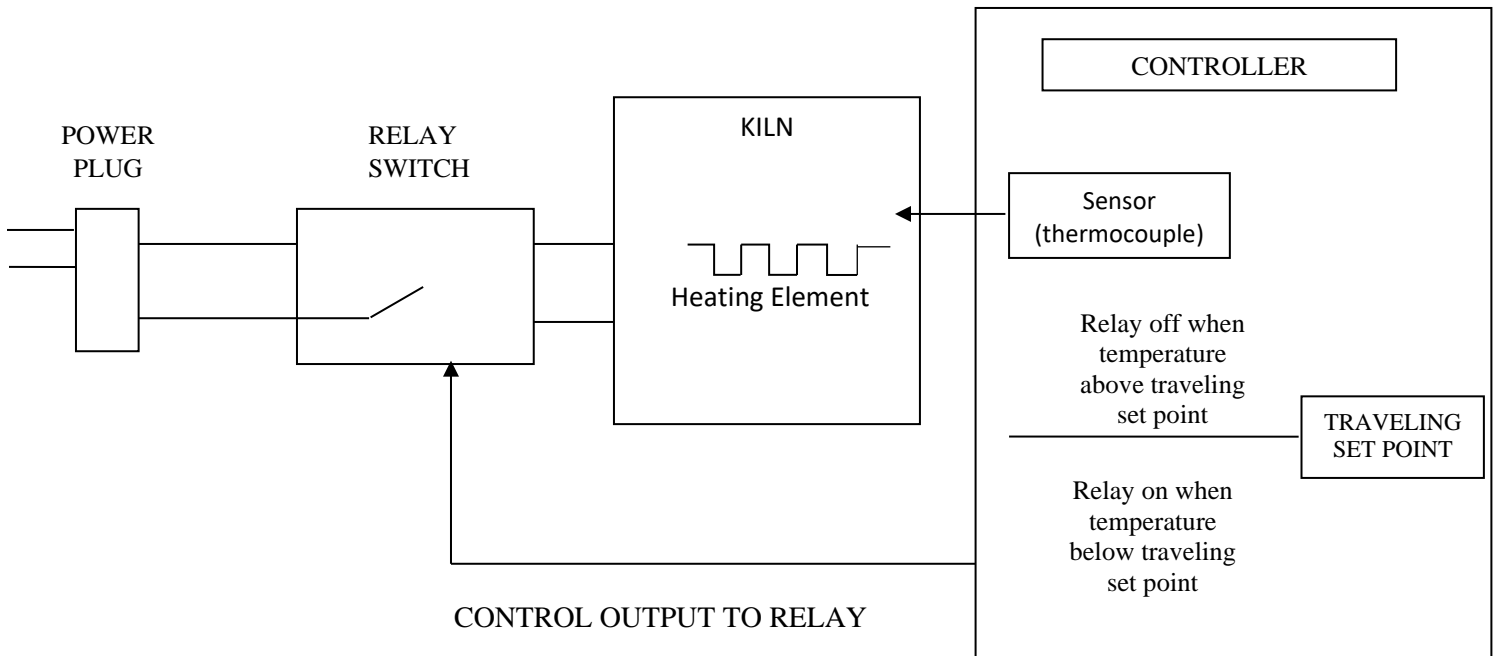 CONTROLLER
POWER
PLUG
RELAY
SWITCH
KILN
Sensor
(thermocouple)
Heating Element
Relay off when
temperature
above traveling
set point
TRAVELING
SET POINT
Relay on when
temperature
below traveling
set point
CONTROL OUTPUT TO RELAY